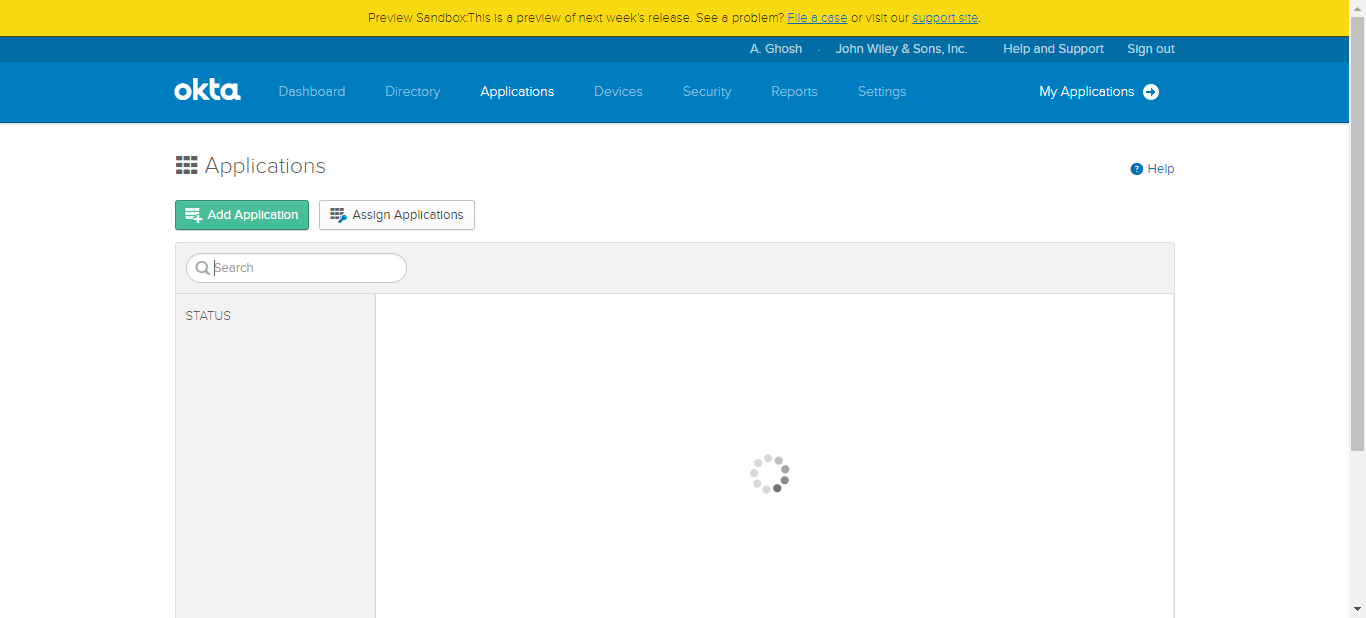 Preview Sandbox:This is a preview of next week's release. See a problem? File a case or visit our support site.
A. Ghosh · John Wiley & Sons, Inc. Help and Support Sign out
okta Dashboard Directory Applications Devices Security Reports Settings My Applications
Applications
Help
Add Application Assign Applications
Search
STATUS